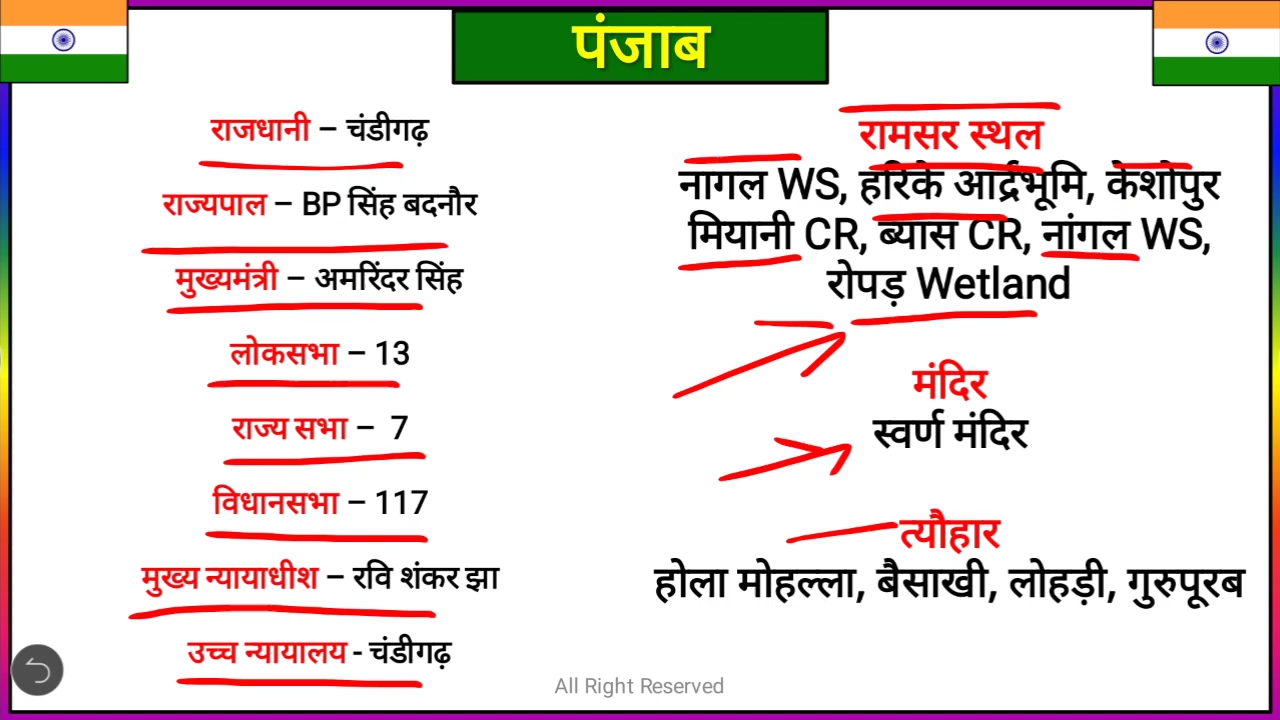 पंजाब
राजधानी – चंडीगढ़
राज्यपाल – BP सिंह बदनौर
मुख्यमंत्री – अमरिंदर सिंह
लोकसभा – 13
राज्य सभा – 7
विधानसभा – 117
मुख्य न्यायाधीश – रवि शंकर झा
उच्च न्यायालय - चंडीगढ़
रामसर स्थल
नागल WS, हरिके आर्द्रभूमि, केशोपुर
मियानी CR, ब्यास CR, नांगल WS,
रोपड़ Wetland
मंदिर
स्वर्ण मंदिर
त्यौहार
होला मोहल्ला, बैसाखी, लोहड़ी, गुरुपूरब
All Right Reserved